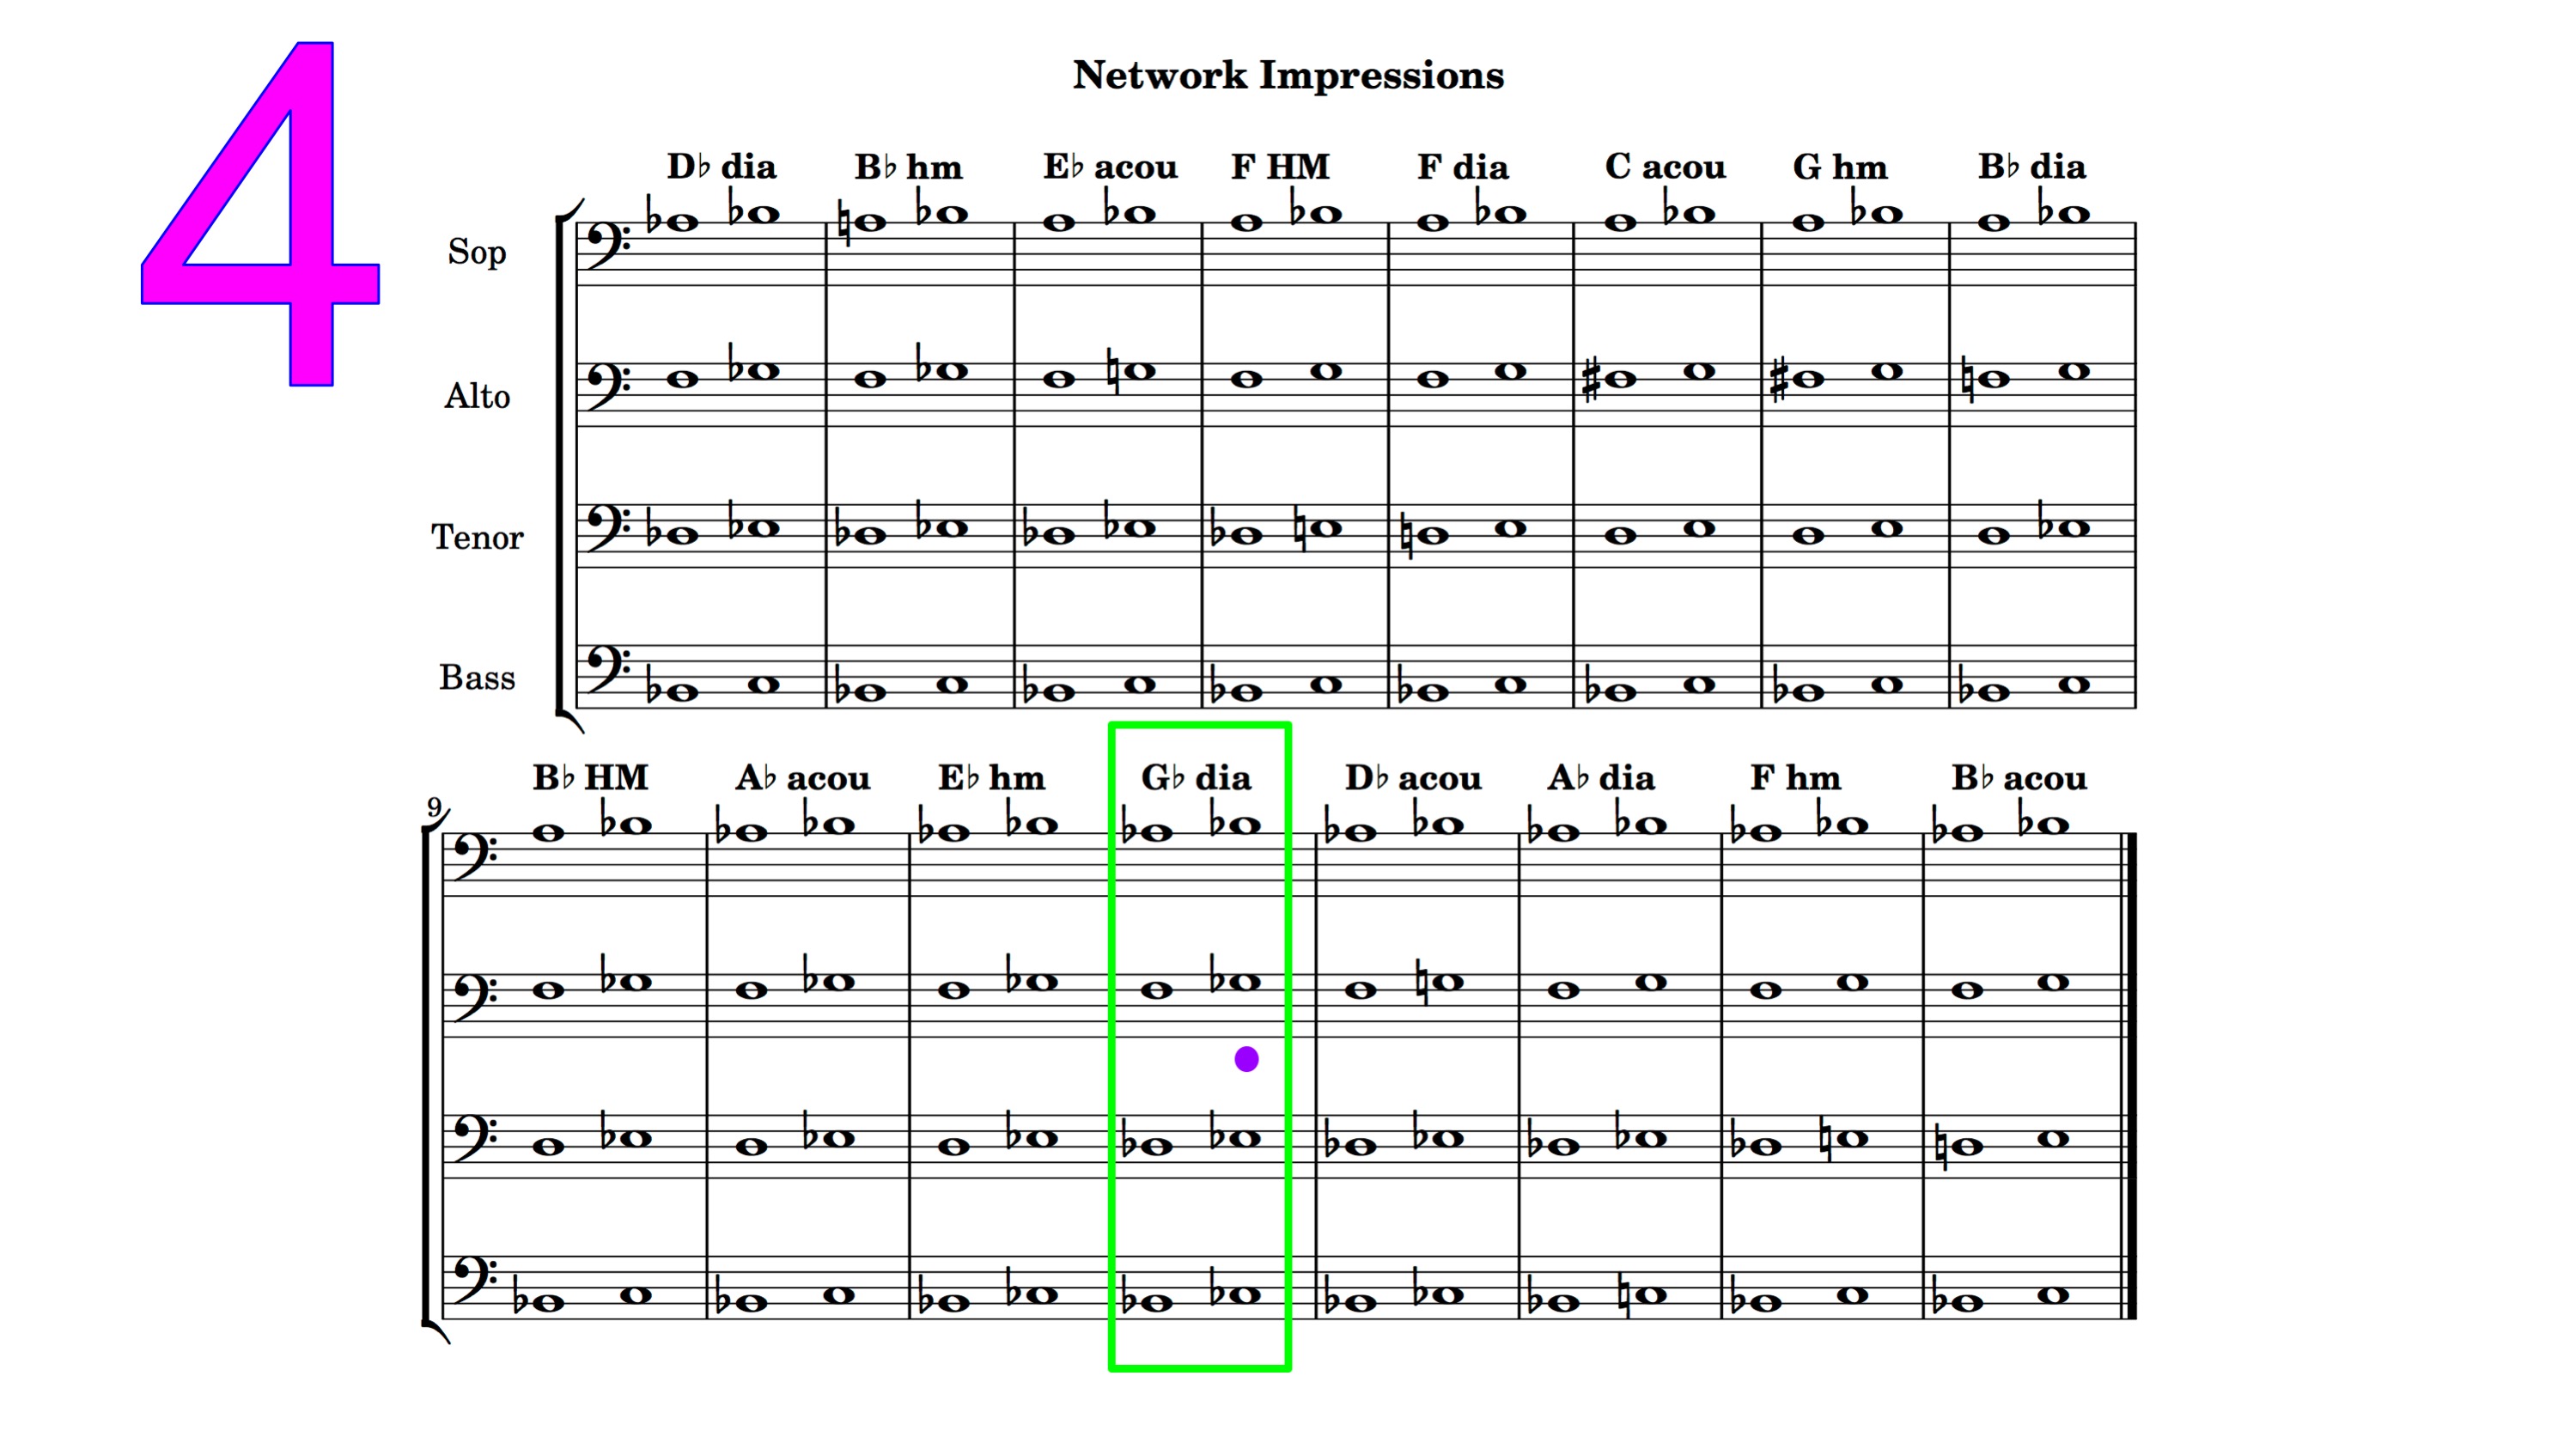 4
Network Impressions
D♭ dia B♭ hm E♭ acou F HM F dia C acou G hm B♭ dia
Sop
Alto
Tenor
Bass
B♭ HM A♭ acou E♭ hm G♭ dia D♭ acou A♭ dia F hm B♭ acou
9